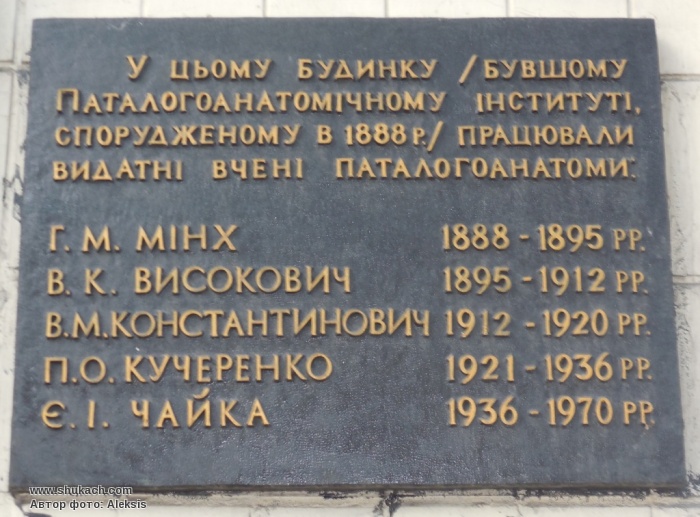 У ЦЬОМУ БУДИНКУ /БУВШОМУ
ПАТАЛОГОАНАТОМІЧНОМУ ІНСТИТУТІ,
СПОРУДЖЕНОМУ В 1888 Р./ ПРАЦЮВАЛИ
ВИДАТНІ ВЧЕНІ ПАТАЛОГОАНАТОМИ:
Г. М. МІНХ 1888 - 1895 РР.
В. К. ВИСОКОВИЧ 1895 - 1912 РР.
В.М.КОНСТАНТИНОВИЧ 1912 - 1920 РР.
П.О. КУЧЕРЕНКО 1921 - 1936 РР.
Є. І. ЧАЙКА 1936 - 1970 РР.
www.shukach.com
Автор фото: Aleksis